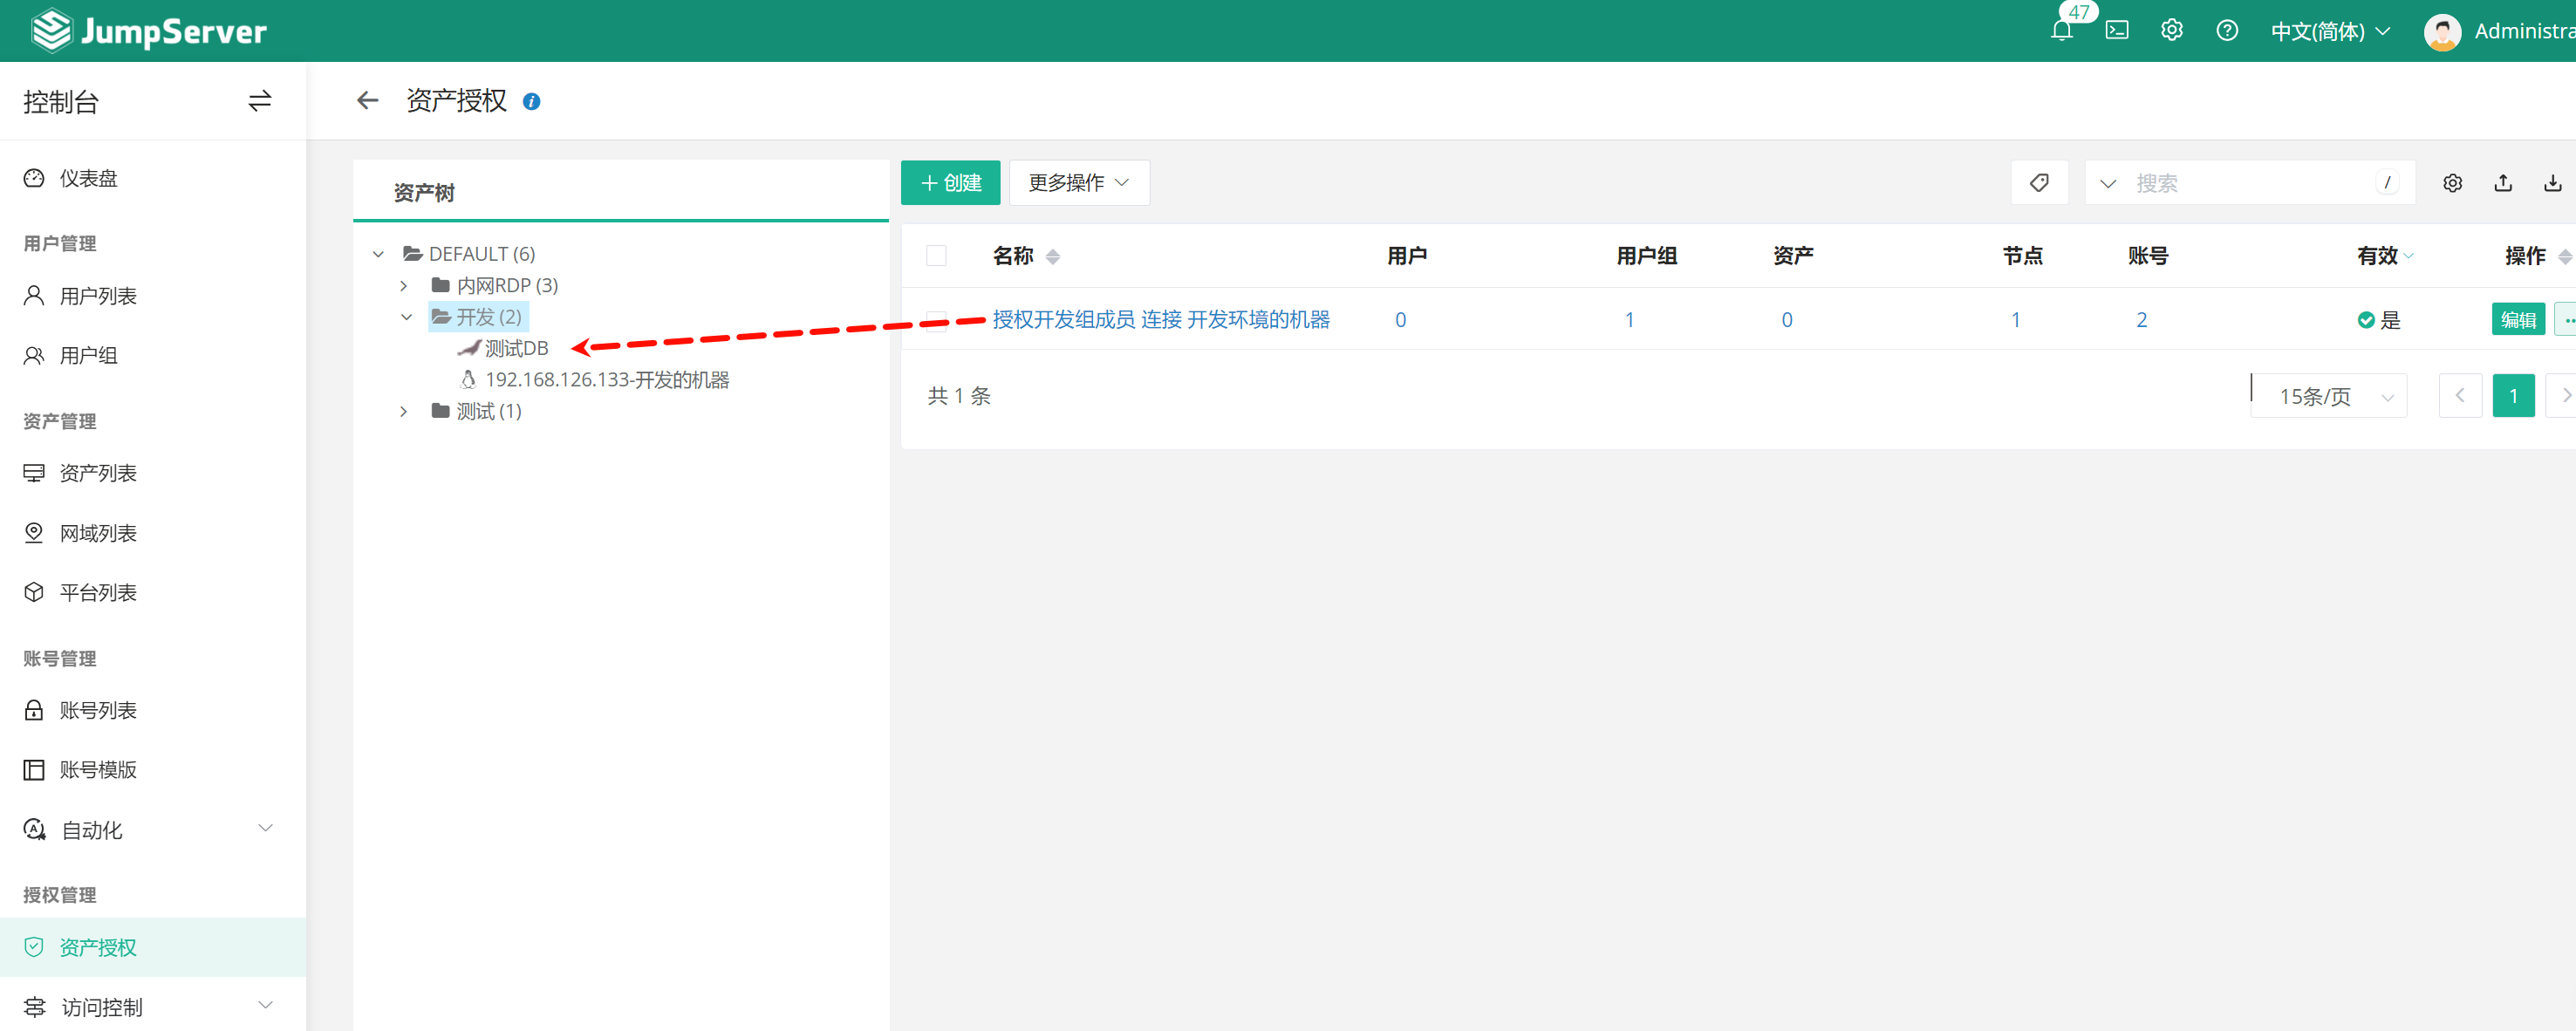 JumpServer
47
中文(简体)
Administra
控制台
资产授权
仪表盘
用户管理
用户列表
用户组
资产管理
资产列表
网域列表
平台列表
账号管理
账号列表
账号模版
自动化
授权管理
资产授权
访问控制
资产树
DEFAULT (6)
内网RDP (3)
开发 (2)
测试DB
192.168.126.133-开发的机器
测试 (1)
创建 更多操作
搜索 /
名称 用户 用户组 资产 节点 账号 有效 操作
授权开发组成员 连接 开发环境的机器 0 1 0 1 2 是 编辑
共 1 条
15条/页 1